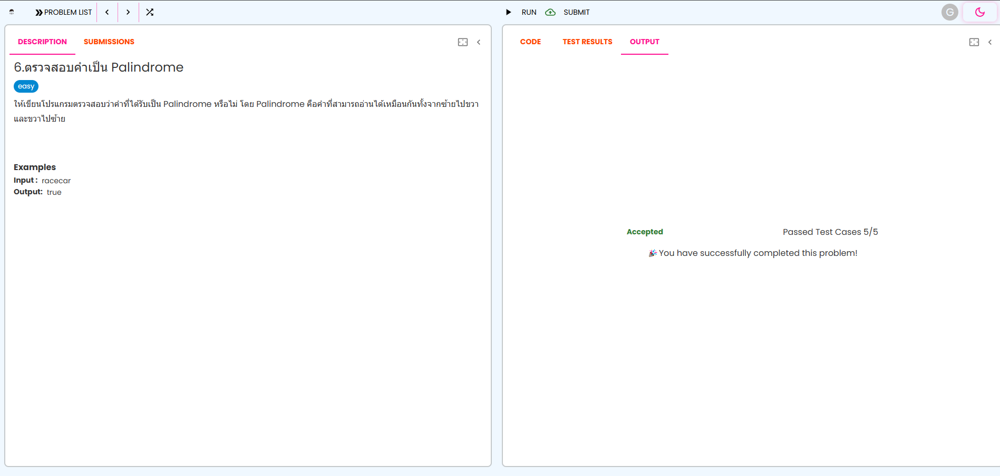 PROBLEM LIST
RUN
SUBMIT
G
DESCRIPTION
SUBMISSIONS
6.ตรวจสอบคำเป็น Palindrome
easy
ให้เขียนโปรแกรมตรวจสอบว่าคำที่ได้รับเป็น Palindrome หรือไม่ โดย Palindrome คือคำที่สามารถอ่านได้เหมือนกันทั้งจากซ้ายไปขวา
และขวาไปซ้าย
Examples
Input : racecar
Output: true
CODE
TEST RESULTS
OUTPUT
Accepted
Passed Test Cases 5/5
🎉 You have successfully completed this problem!